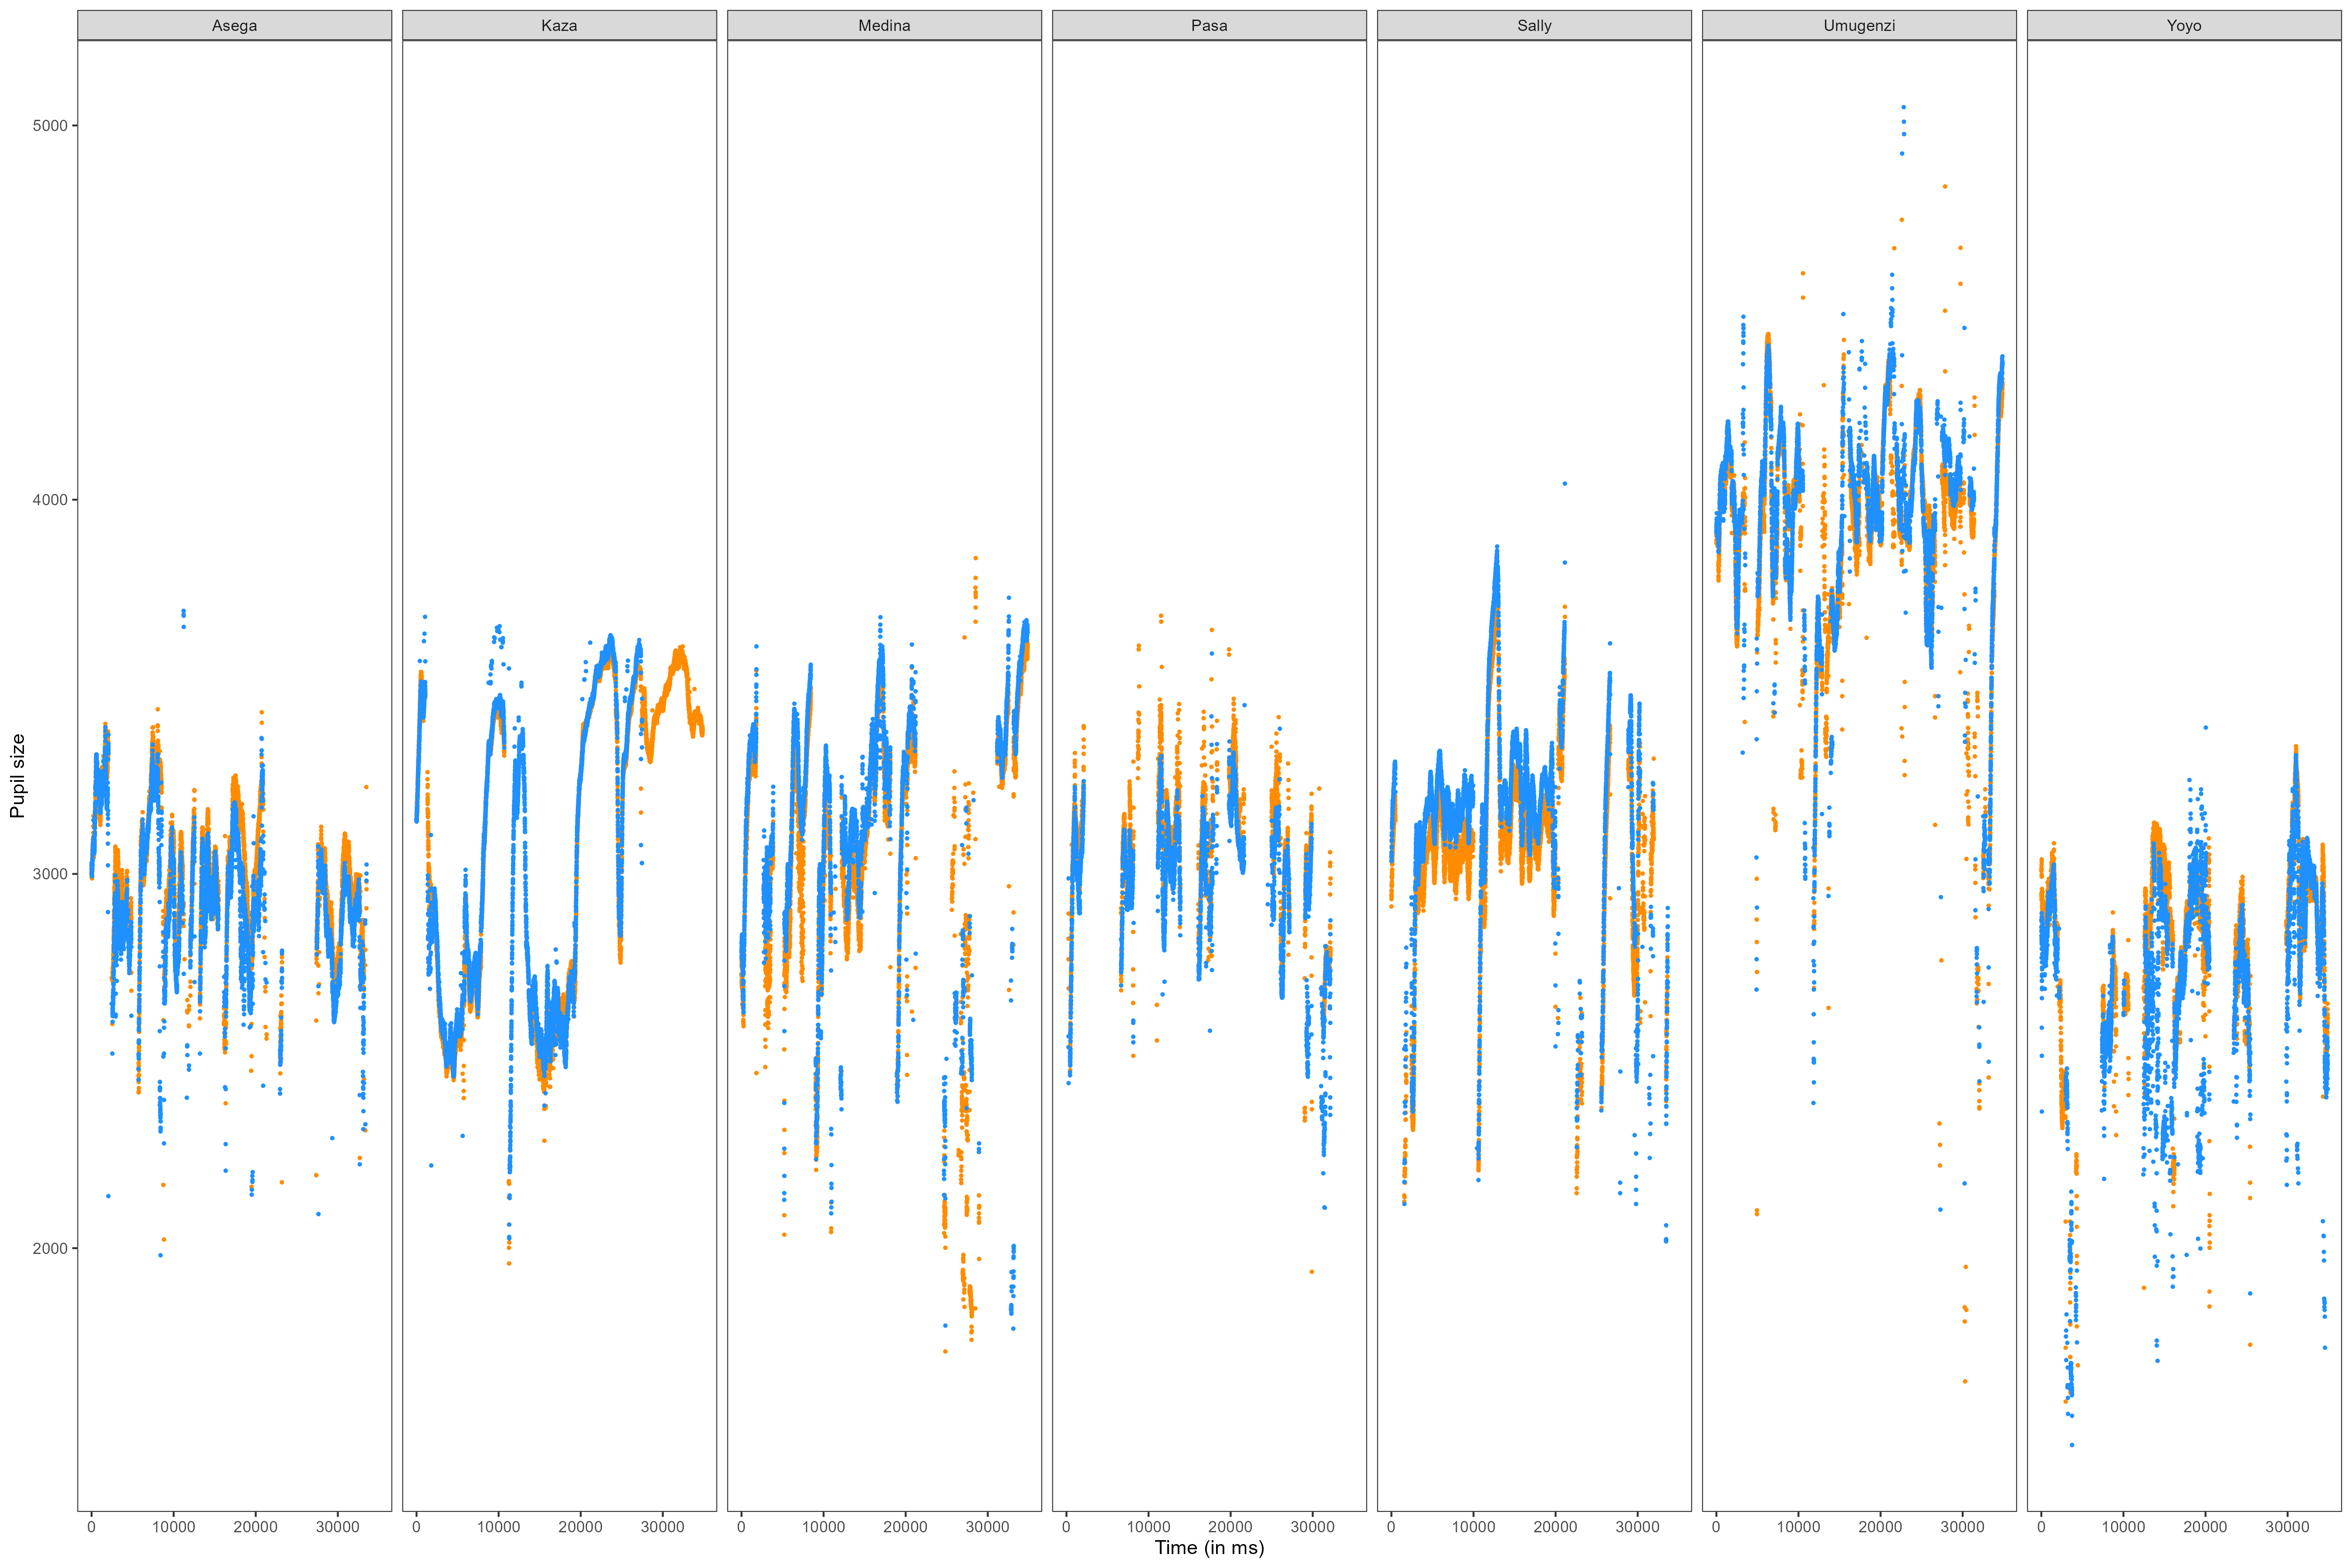 Asega Kaza Medina Pasa Sally Umugenzi Yoyo
5000
4000
3000
2000
Pupil size
0 10000 20000 30000 0 10000 20000 30000 0 10000 20000 30000 0 10000 20000 30000 0 10000 20000 30000 0 10000 20000 30000 0 10000 20000 30000
Time (in ms)